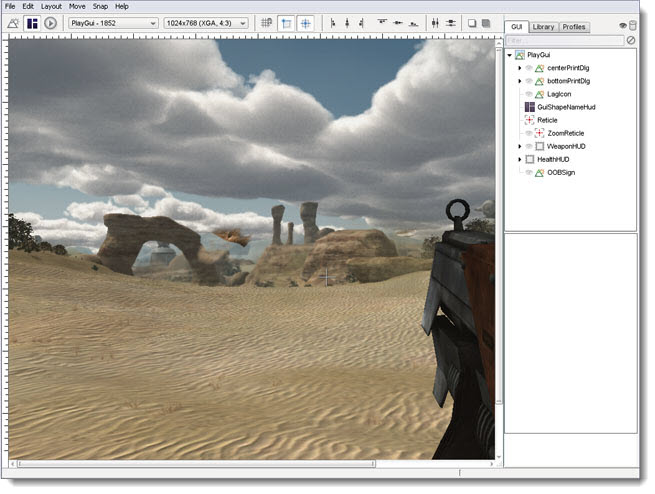 File Edit Layout Move Snap Help
PlayGui - 1852 1024x768 (XGA, 4:3)
GUI Library Profiles
Filter...
PlayGui
centerPrintDlg
bottomPrintDlg
LagIcon
GuiShapeNameHud
Reticle
ZoomReticle
WeaponHUD
HealthHUD
OOBSign